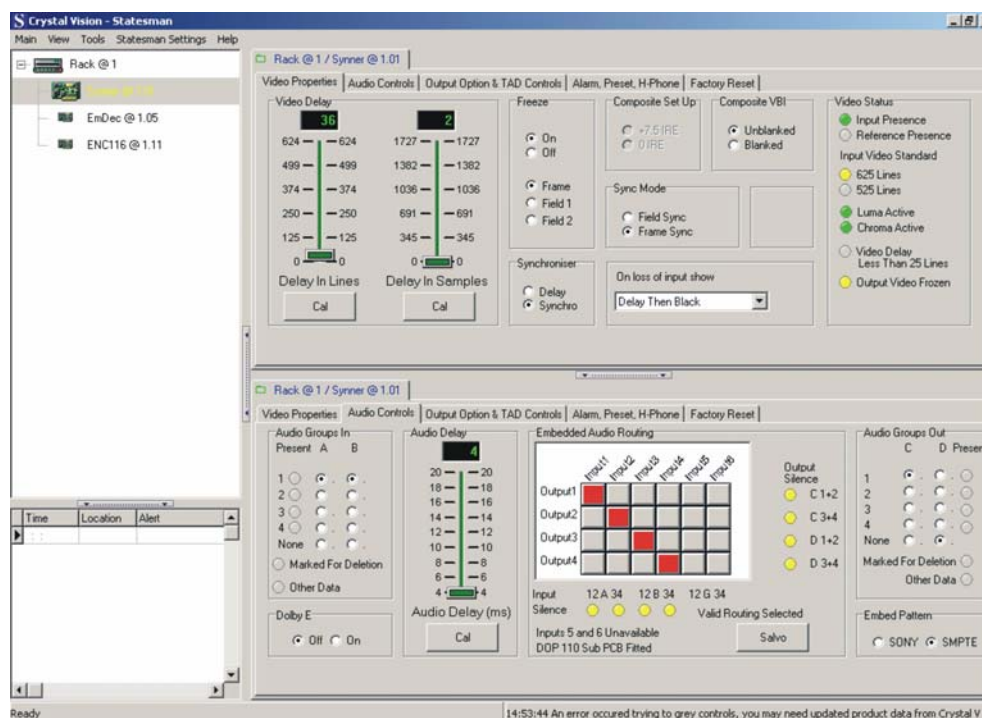 S Crystal Vision - Statesman
Main View Tools Statesman Settings Help
Rack @ 1
EmDec @ 1.05
ENC116 @ 1.11
Time Location Alert
: :
Rack @ 1 / Synner @ 1.01
Video Properties Audio Controls Output Option & TAD Controls Alarm, Preset, H-Phone Factory Reset
Video Delay
36 2
624 624 1727 1727
499 499 1382 1382
374 374 1036 1036
250 250 691 691
125 125 345 345
0 0 0 0
Delay In Lines Delay In Samples
Cal Cal
Freeze
On
Off
Frame
Field 1
Field 2
Synchroniser
Delay
Synchro
Composite Set Up
+7.5 IRE
0 IRE
Composite VBI
Unblanked
Blanked
Sync Mode
Field Sync
Frame Sync
On loss of input show
Delay Then Black
Video Status
Input Presence
Reference Presence
Input Video Standard
625 Lines
525 Lines
Luma Active
Chroma Active
Video Delay
Less Than 25 Lines
Output Video Frozen
Rack @ 1 / Synner @ 1.01
Video Properties Audio Controls Output Option & TAD Controls Alarm, Preset, H-Phone Factory Reset
Audio Groups In
Present A B
1
2
3
4
None
Marked For Deletion
Other Data
Dolby E
Off On
Audio Delay
4
20 20
18 18
16 16
14 14
12 12
10 10
8 8
6 6
4 4
Audio Delay (ms)
Cal
Embedded Audio Routing
Input1 Input2 Input3 Input4 Input5 Input6
Output1
Output2
Output3
Output4
Output
Silence
C 1+2
C 3+4
D 1+2
D 3+4
Input 12 A 34 12 B 34 12 G 34
Silence Valid Routing Selected
Inputs 5 and 6 Unavailable
DOP 110 Sub PCB Fitted
Salvo
Audio Groups Out
C D Presen
1
2
3
4
None
Marked For Deletion
Other Data
Embed Pattern
SONY SMPTE
Ready
14:53:44 An error occured trying to grey controls, you may need updated product data from Crystal V